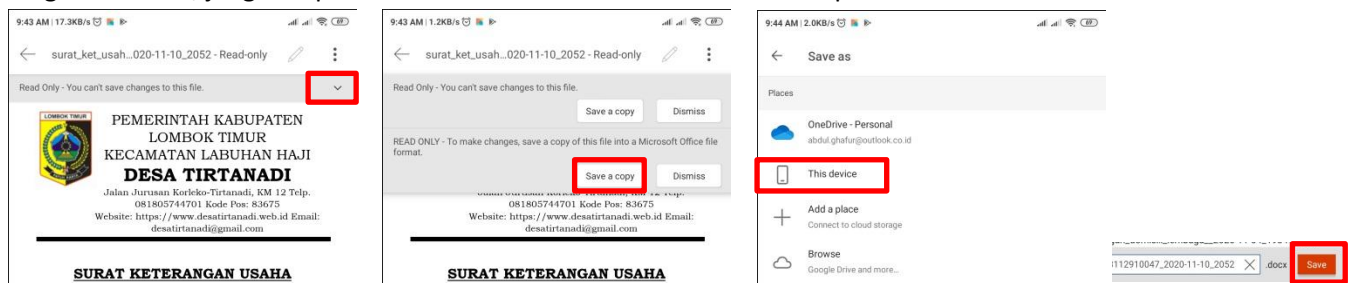 9:43 AM | 17.3KB/s
69
surat_ket_usah...020-11-10_2052 - Read-only
Read Only - You can't save changes to this file.
LOMBOK TIMUR
PEMERINTAH KABUPATEN
LOMBOK TIMUR
KECAMATAN LABUHAN HAJI
DESA TIRTANADI
Jalan Jurusan Korleko-Tirtanadi, KM 12 Telp.
081805744701 Kode Pos: 83675
Website: https://www.desatirtanadi.web.id Email:
desatirtanadi@gmail.com
SURAT KETERANGAN USAHA
9:43 AM | 1.2KB/s
69
surat_ket_usah...020-11-10_2052 - Read-only
Read Only - You can't save changes to this file.
Save a copy
Dismiss
READ ONLY - To make changes, save a copy of this file into a Microsoft Office file
format.
Save a copy
Dismiss
081805744701 Kode Pos: 83675
Website: https://www.desatirtanadi.web.id Email:
desatirtanadi@gmail.com
SURAT KETERANGAN USAHA
9:44 AM | 2.0KB/s
69
Save as
Places
OneDrive - Personal
abdul.ghafur@outlook.co.id
This device
Add a place
Connect to cloud storage
Browse
Google Drive and more...
112910047_2020-11-10_2052
.docx
Save